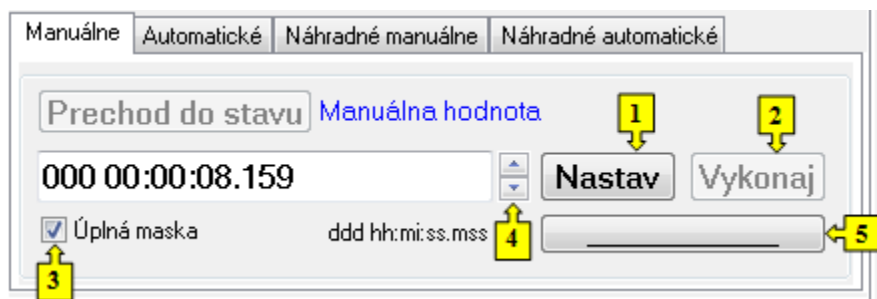 Manuálne Automatické Náhradné manuálne Náhradné automatické
Prechod do stavu Manuálna hodnota 1 2
000 00:00:08.159 Nastav Vykonaj
Úplná maska ddd hh:mi:ss.mss 4 5
3